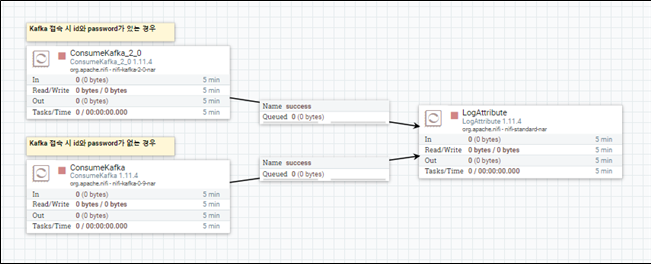 Kafka 접속 시 id와 password가 있는 경우
ConsumeKafka_2_0
ConsumeKafka_2_0 1.11.4
org.apache.nifi - nifi-kafka-2-0-nar
In 0 (0 bytes) 5 min
Read/Write 0 bytes / 0 bytes 5 min
Out 0 (0 bytes) 5 min
Tasks/Time 0 / 00:00:00.000 5 min
Name success
Queued 0 (0 bytes)
Kafka 접속 시 id와 password가 없는 경우
ConsumeKafka
ConsumeKafka 1.11.4
org.apache.nifi - nifi-kafka-0-9-nar
In 0 (0 bytes) 5 min
Read/Write 0 bytes / 0 bytes 5 min
Out 0 (0 bytes) 5 min
Tasks/Time 0 / 00:00:00.000 5 min
Name success
Queued 0 (0 bytes)
LogAttribute
LogAttribute 1.11.4
org.apache.nifi - nifi-standard-nar
In 0 (0 bytes) 5 min
Read/Write 0 bytes / 0 bytes 5 min
Out 0 (0 bytes) 5 min
Tasks/Time 0 / 00:00:00.000 5 min